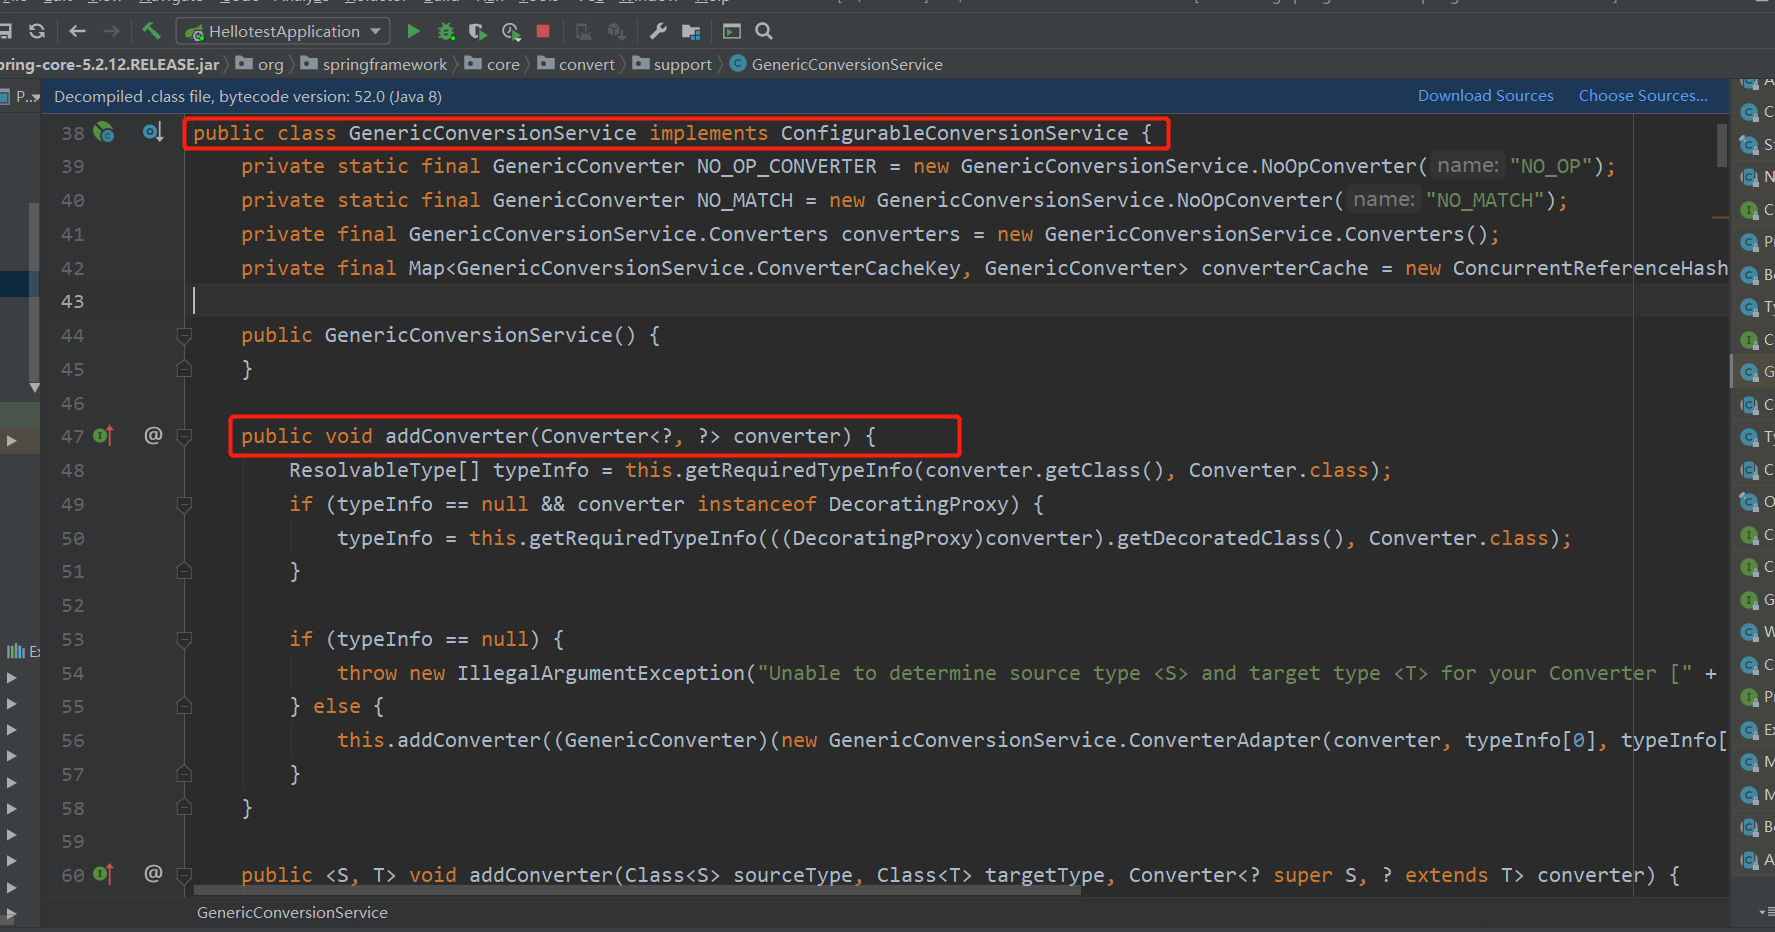 HellotestApplication
pring-core-5.2.12.RELEASE.jar org springframework core convert support GenericConversionService
P... Decompiled .class file, bytecode version: 52.0 (Java 8) Download Sources Choose Sources...
38 public class GenericConversionService implements ConfigurableConversionService {
39 private static final GenericConverter NO_OP_CONVERTER = new GenericConversionService.NoOpConverter( name: "NO_OP");
40 private static final GenericConverter NO_MATCH = new GenericConversionService.NoOpConverter( name: "NO_MATCH");
41 private final GenericConversionService.Converters converters = new GenericConversionService.Converters();
42 private final Map<GenericConversionService.ConverterCacheKey, GenericConverter> converterCache = new ConcurrentReferenceHash
43
44 public GenericConversionService() {
45 }
46
47 @ public void addConverter(Converter<?, ?> converter) {
48 ResolvableType[] typeInfo = this.getRequiredTypeInfo(converter.getClass(), Converter.class);
49 if (typeInfo == null && converter instanceof DecoratingProxy) {
50 typeInfo = this.getRequiredTypeInfo(((DecoratingProxy)converter).getDecoratedClass(), Converter.class);
51 }
52
53 if (typeInfo == null) {
54 throw new IllegalArgumentException("Unable to determine source type <S> and target type <T> for your Converter [" +
55 } else {
56 this.addConverter((GenericConverter)(new GenericConversionService.ConverterAdapter(converter, typeInfo[0], typeInfo[
57 }
58 }
59
60 @ public <S, T> void addConverter(Class<S> sourceType, Class<T> targetType, Converter<? super S, ? extends T> converter) {
GenericConversionService